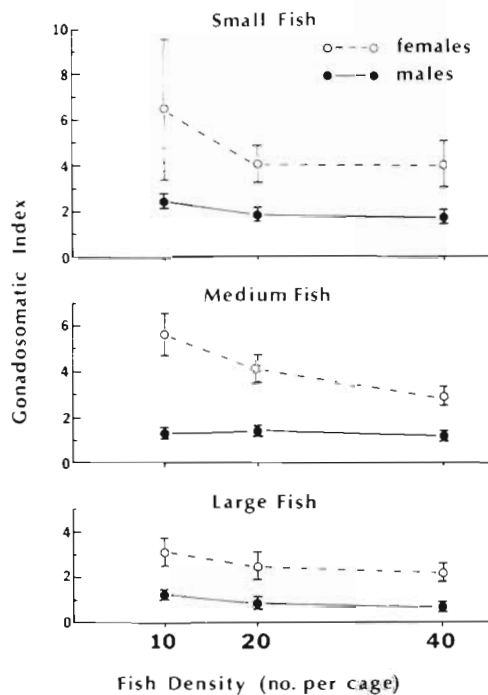 Small Fish
10
8
6
4
2
0
females
males
Medium Fish
6
4
2
0
Large Fish
4
2
0
10 20 40
Fish Density (no. per cage)
Gonadosomatic Index